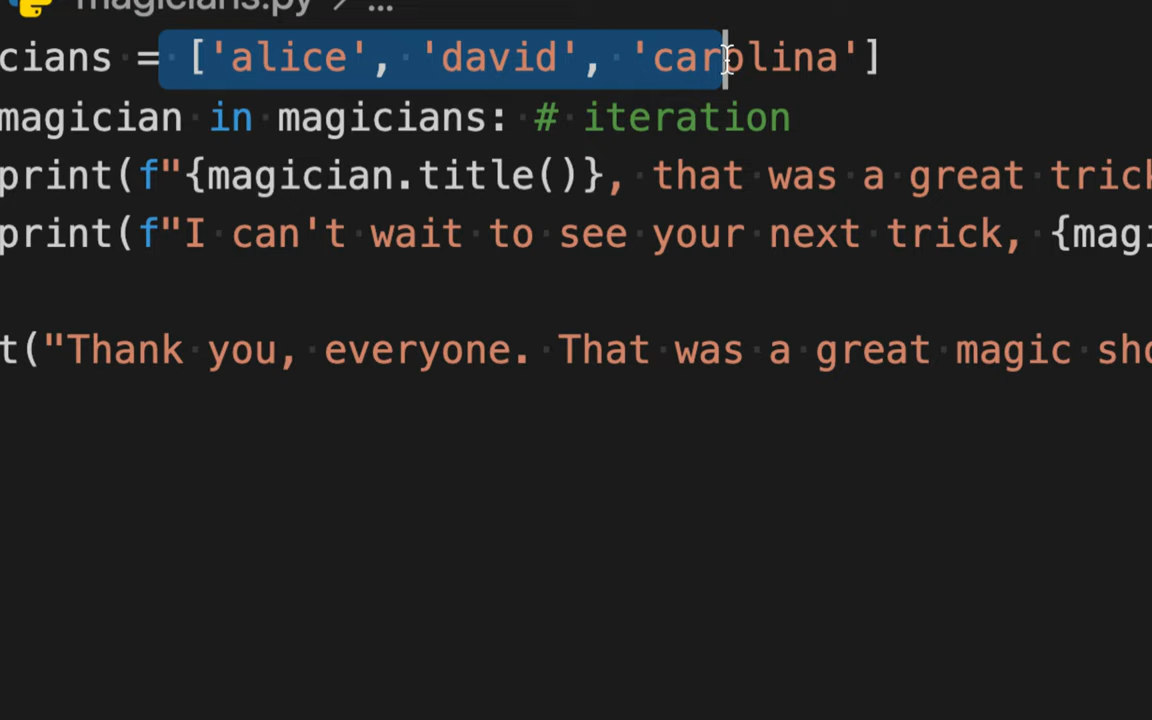 magicians.py > ...
cians = ['alice', 'david', 'carolina']
magician in magicians: # iteration
print(f"{magician.title()}, that was a great trick
print(f"I can't wait to see your next trick, {magi
t("Thank you, everyone. That was a great magic sho